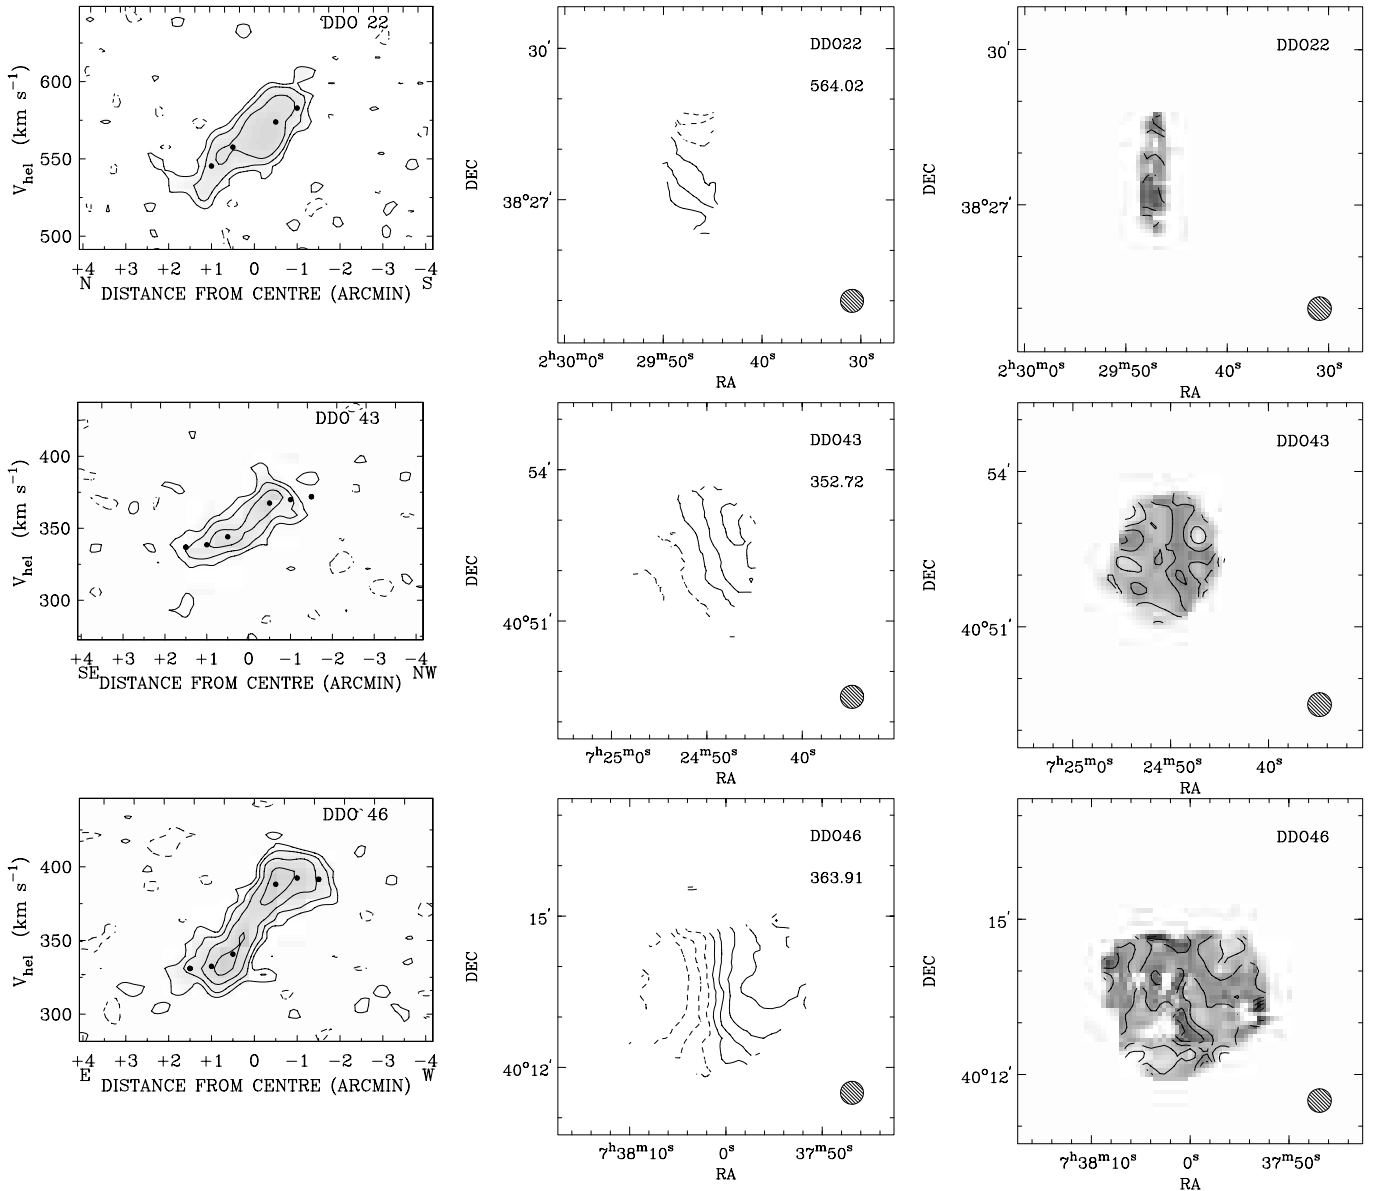 DDO 22
600
550
500
V_hel (km s⁻¹)
+4 +3 +2 +1 0 -1 -2 -3 -4
N DISTANCE FROM CENTRE (ARCMIN) S
DDO22
564.02
30′
38°27′
DEC
2ʰ30ᵐ0ˢ 29ᵐ50ˢ 40ˢ 30ˢ
RA
DDO22
30′
38°27′
DEC
2ʰ30ᵐ0ˢ 29ᵐ50ˢ 40ˢ 30ˢ
RA
DDO 43
400
350
300
V_hel (km s⁻¹)
+4 +3 +2 +1 0 -1 -2 -3 -4
SE DISTANCE FROM CENTRE (ARCMIN) NW
DDO43
352.72
54′
40°51′
DEC
7ʰ25ᵐ0ˢ 24ᵐ50ˢ 40ˢ
RA
DDO43
54′
40°51′
DEC
7ʰ25ᵐ0ˢ 24ᵐ50ˢ 40ˢ
RA
DDO 46
400
350
300
V_hel (km s⁻¹)
+4 +3 +2 +1 0 -1 -2 -3 -4
E DISTANCE FROM CENTRE (ARCMIN) W
DDO46
363.91
15′
40°12′
DEC
7ʰ38ᵐ10ˢ 0ˢ 37ᵐ50ˢ
RA
DDO46
15′
40°12′
DEC
7ʰ38ᵐ10ˢ 0ˢ 37ᵐ50ˢ
RA